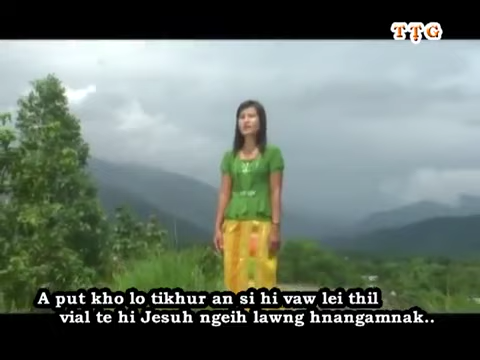 TTG
A put kho lo tikhur an si hi vaw lei thil
vial te hi Jesuh ngeih lawng hnangamnak..